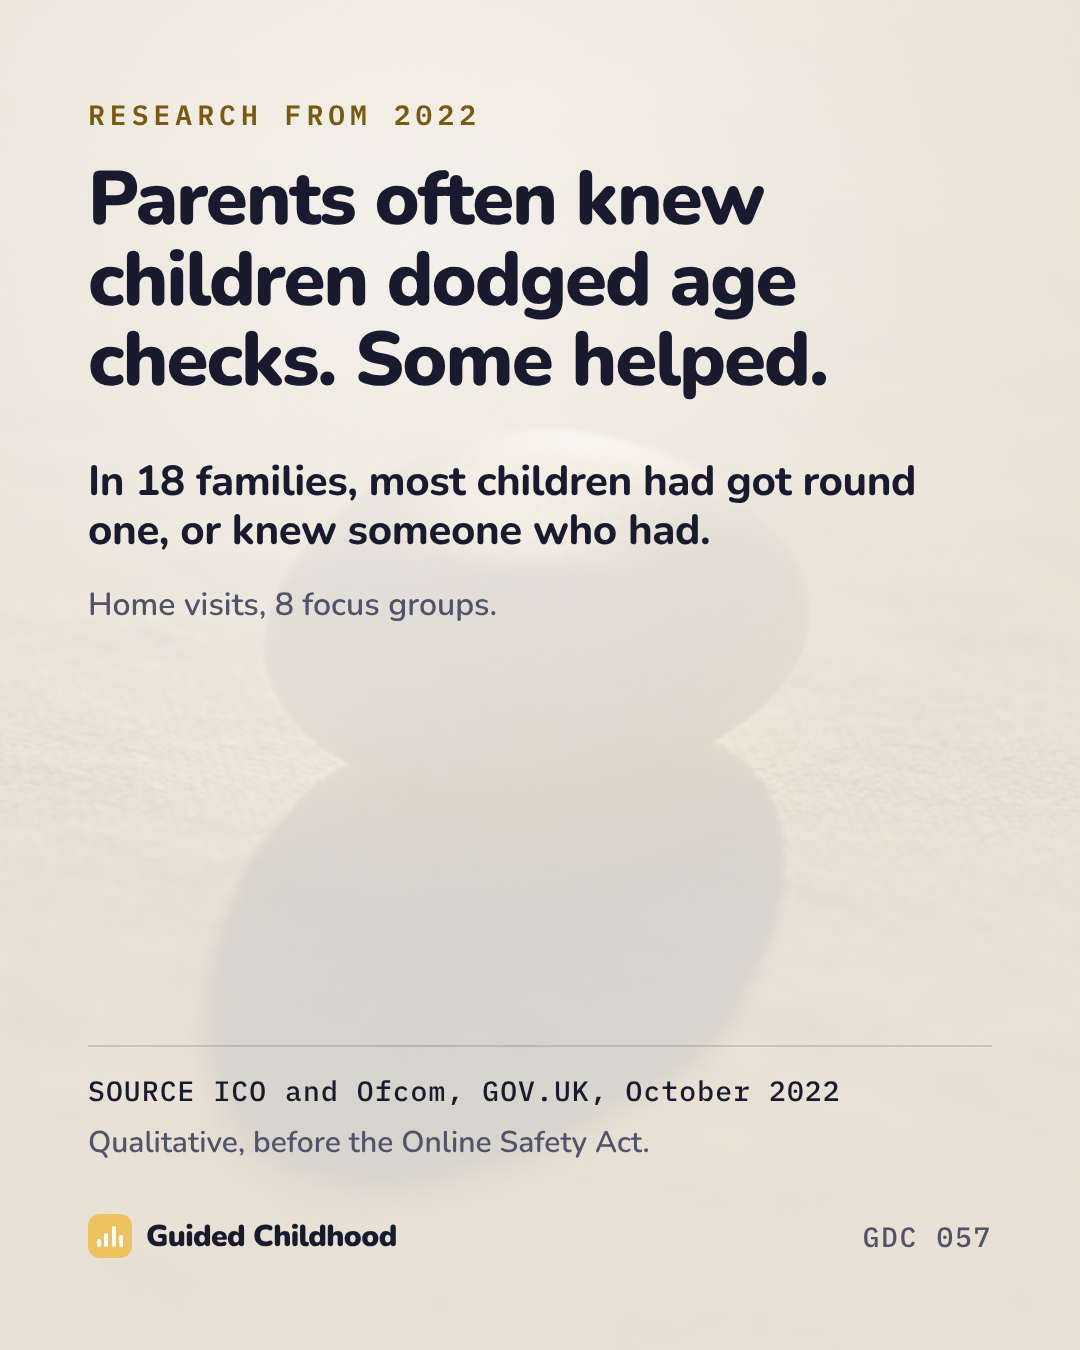 RESEARCH FROM 2022
Parents often knew
children dodged age
checks. Some helped.
In 18 families, most children had got round
one, or knew someone who had.
Home visits, 8 focus groups.
SOURCE ICO and Ofcom, GOV.UK, October 2022
Qualitative, before the Online Safety Act.
Guided Childhood
GDC 057